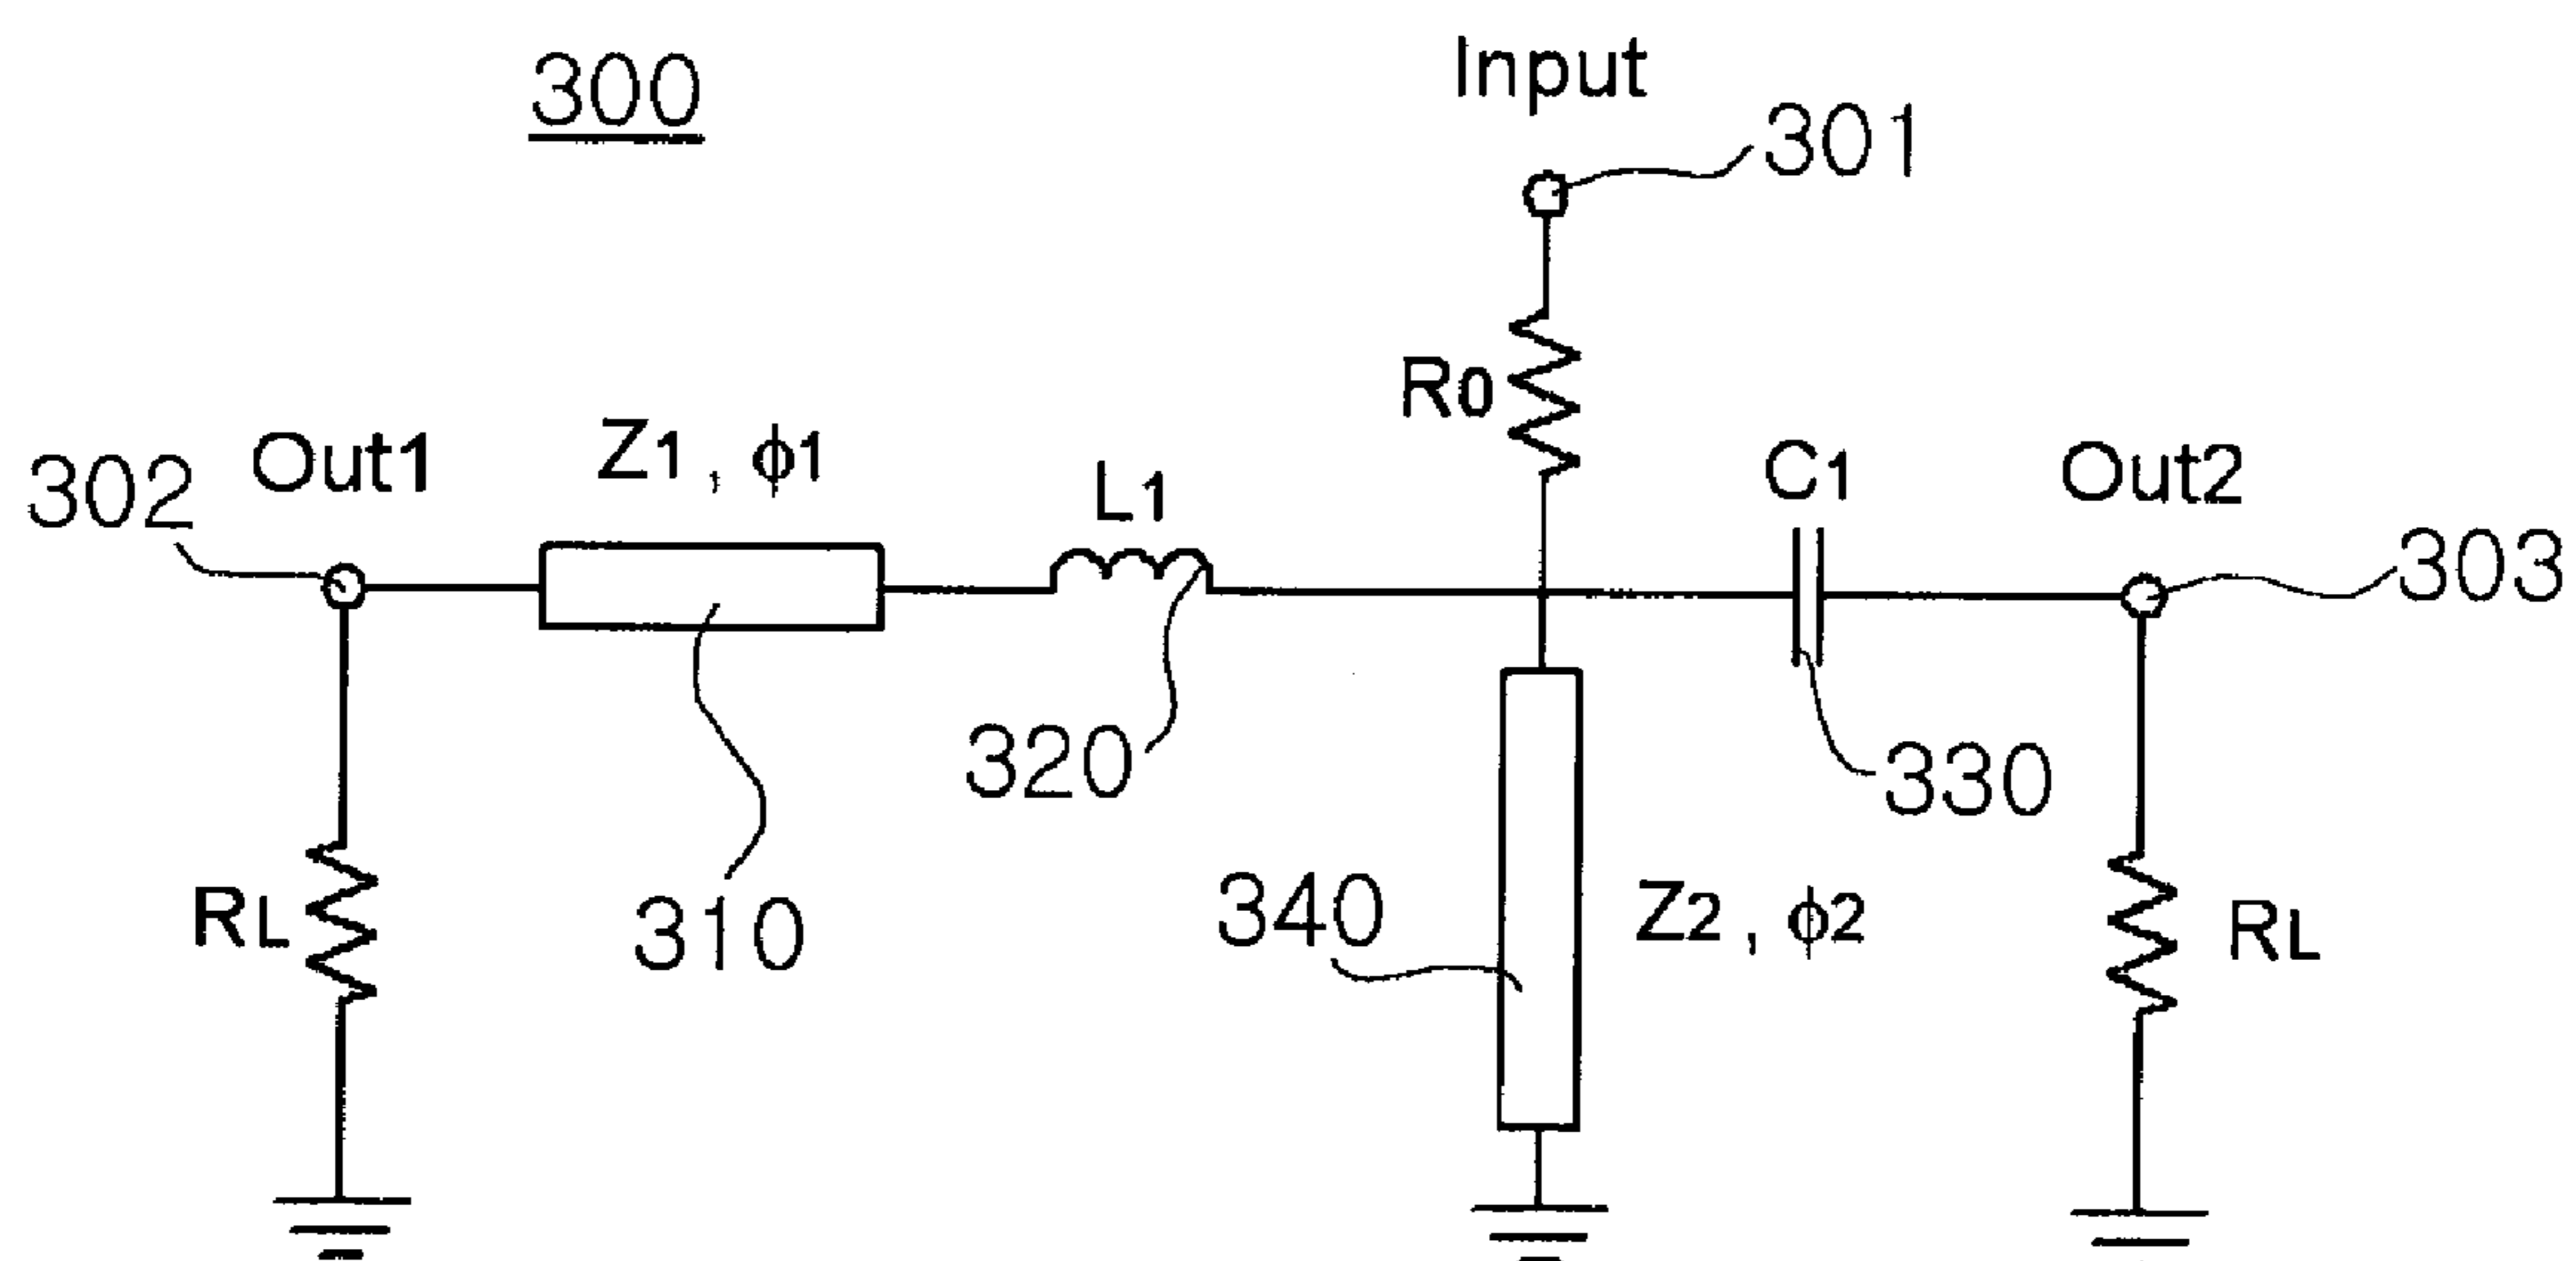 300
Input
301
R0
302
Out1
Z1, φ1
L1
C1
Out2
303
320
330
RL
310
340
Z2, φ2
RL